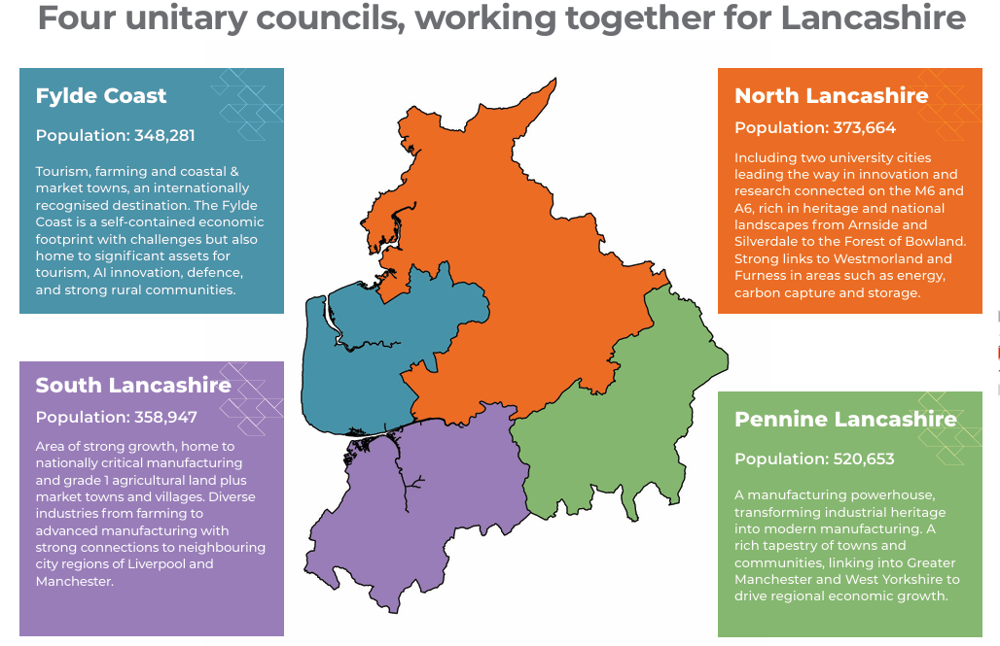 Four unitary councils, working together for Lancashire
Fylde Coast
Population: 348,281
Tourism, farming and coastal &
market towns, an internationally
recognised destination. The Fylde
Coast is a self-contained economic
footprint with challenges but also
home to significant assets for
tourism, AI innovation, defence,
and strong rural communities.
North Lancashire
Population: 373,664
Including two university cities
leading the way in innovation and
research connected on the M6 and
A6, rich in heritage and national
landscapes from Arnside and
Silverdale to the Forest of Bowland.
Strong links to Westmorland and
Furness in areas such as energy,
carbon capture and storage.
South Lancashire
Population: 358,947
Area of strong growth, home to
nationally critical manufacturing
and grade 1 agricultural land plus
market towns and villages. Diverse
industries from farming to
advanced manufacturing with
strong connections to neighbouring
city regions of Liverpool and
Manchester.
Pennine Lancashire
Population: 520,653
A manufacturing powerhouse,
transforming industrial heritage
into modern manufacturing. A
rich tapestry of towns and
communities, linking into Greater
Manchester and West Yorkshire to
drive regional economic growth.